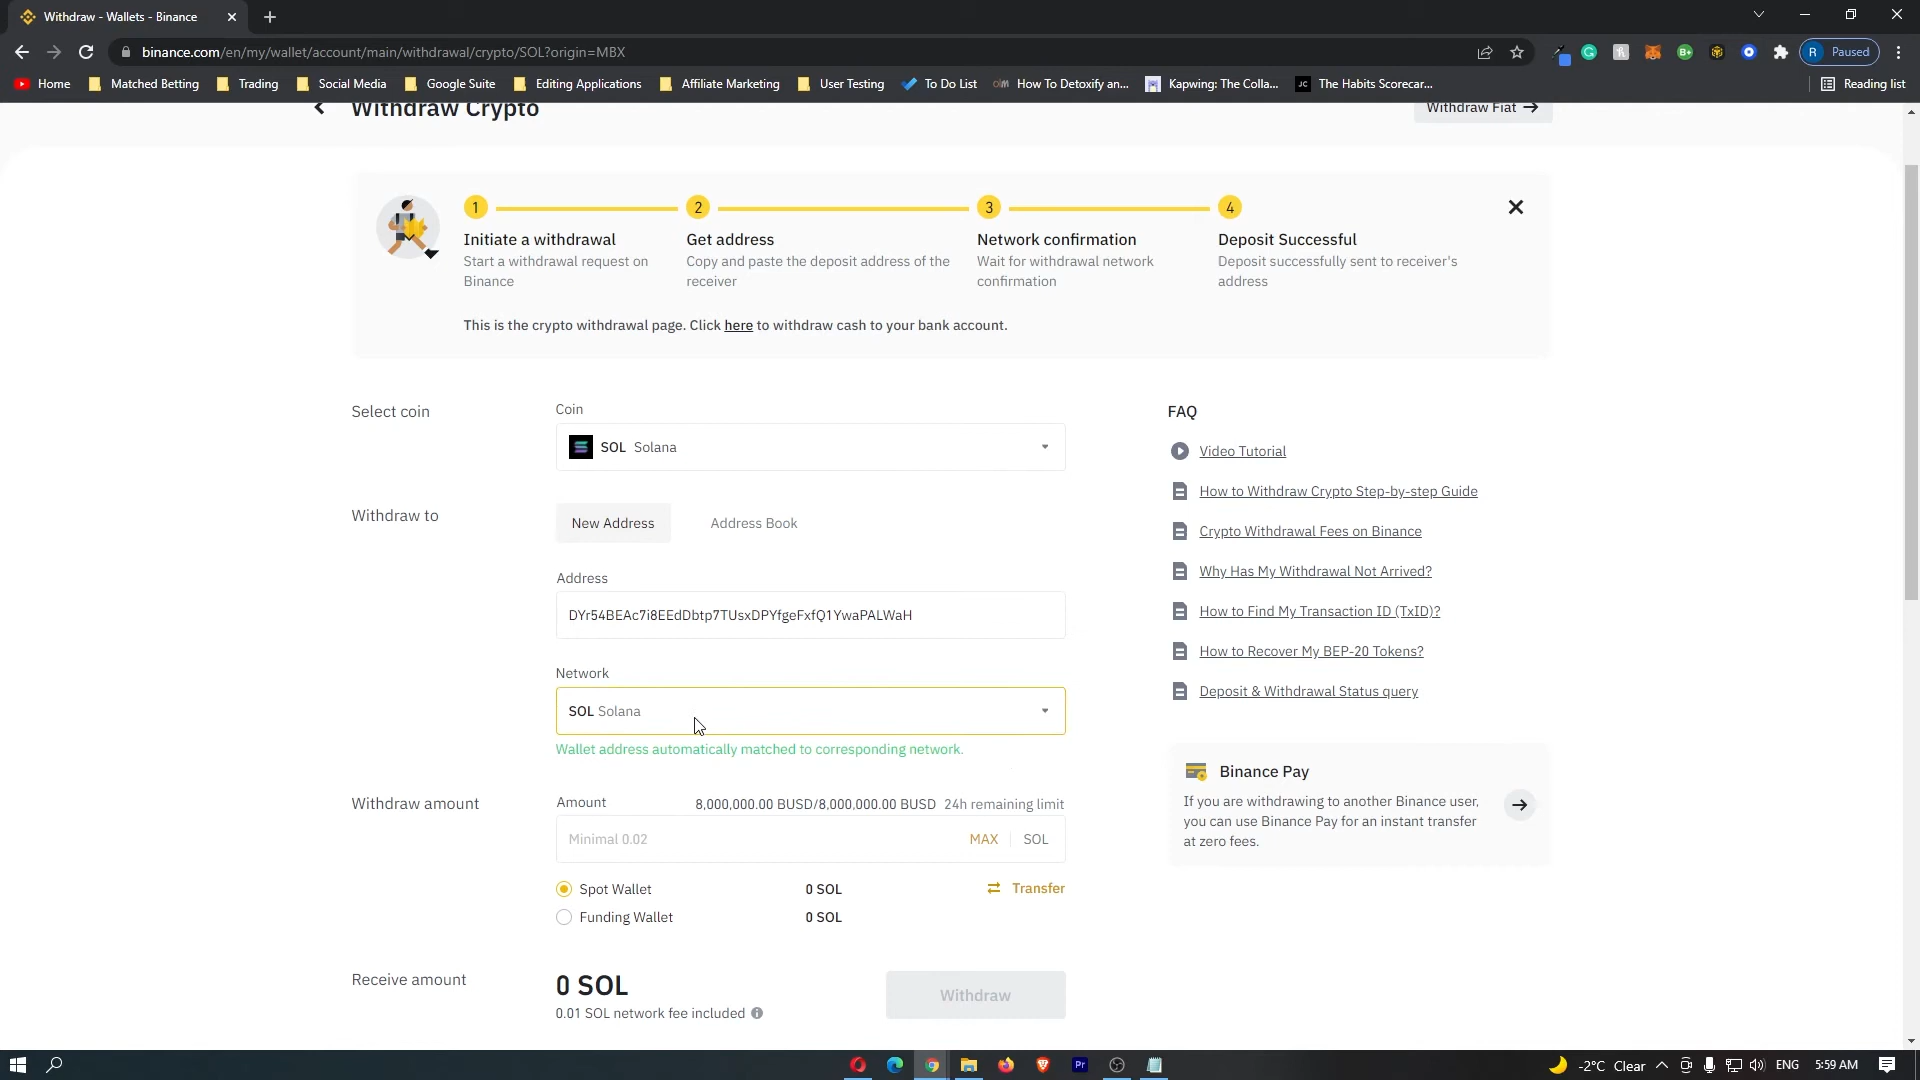 Withdraw - Wallets - Binance
binance.com/en/my/wallet/account/main/withdrawal/crypto/SOL?origin=MBX
R Paused
Home Matched Betting Trading Social Media Google Suite Editing Applications Affiliate Marketing User Testing To Do List How To Detoxify an... Kapwing: The Colla... JC The Habits Scorecar... Reading list
Withdraw Crypto
Withdraw Fiat
1 2 3 4
Initiate a withdrawal
Start a withdrawal request on
Binance
Get address
Copy and paste the deposit address of the
receiver
Network confirmation
Wait for withdrawal network
confirmation
Deposit Successful
Deposit successfully sent to receiver's
address
This is the crypto withdrawal page. Click here to withdraw cash to your bank account.
Select coin
Coin
SOL Solana
Withdraw to
New Address Address Book
Address
DYr54BEAc7i8EEdDbtp7TUsxDPYfgeFxfQ1YwaPALWaH
Network
SOL Solana
Wallet address automatically matched to corresponding network.
Withdraw amount
Amount 8,000,000.00 BUSD/8,000,000.00 BUSD 24h remaining limit
Minimal 0.02 MAX SOL
Spot Wallet 0 SOL Transfer
Funding Wallet 0 SOL
Receive amount
0 SOL
0.01 SOL network fee included
Withdraw
FAQ
Video Tutorial
How to Withdraw Crypto Step-by-step Guide
Crypto Withdrawal Fees on Binance
Why Has My Withdrawal Not Arrived?
How to Find My Transaction ID (TxID)?
How to Recover My BEP-20 Tokens?
Deposit & Withdrawal Status query
Binance Pay
If you are withdrawing to another Binance user,
you can use Binance Pay for an instant transfer
at zero fees.
Pr
-2°C Clear ENG 5:59 AM